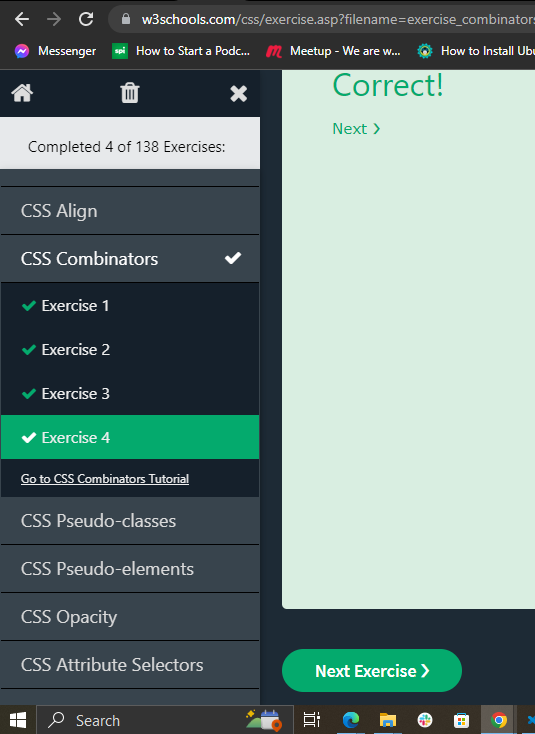 w3schools.com/css/exercise.asp?filename=exercise_combinators
Messenger
spi How to Start a Podc...
Meetup - We are w...
How to Install Ubu
Completed 4 of 138 Exercises:
CSS Align
CSS Combinators
Exercise 1
Exercise 2
Exercise 3
Exercise 4
Go to CSS Combinators Tutorial
CSS Pseudo-classes
CSS Pseudo-elements
CSS Opacity
CSS Attribute Selectors
Correct!
Next ❯
Next Exercise ❯
Search